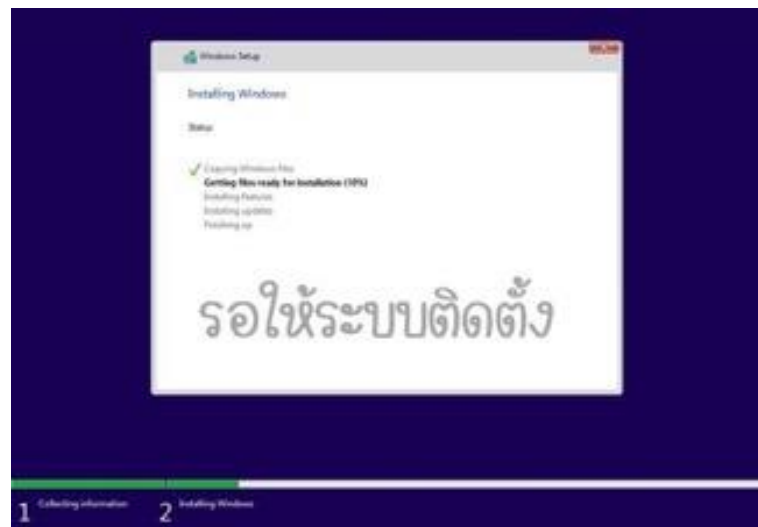 Windows Setup
Installing Windows
Status
Copying Windows files
Getting files ready for installation (10%)
Installing features
Installing updates
Finishing up
รอให้ระบบติดตั้ง
1 Collecting information
2 Installing Windows